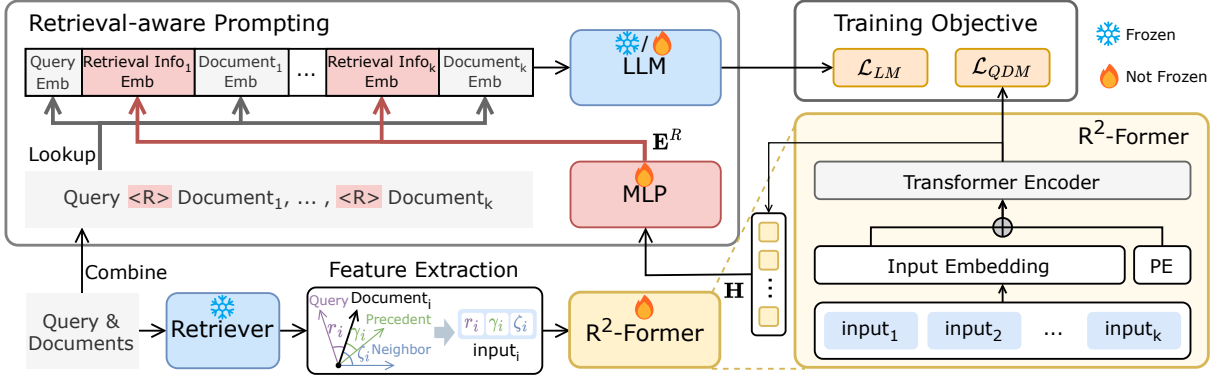 Retrieval-aware Prompting
Query Emb
Retrieval Info₁ Emb
Document₁ Emb
...
Retrieval Infoₖ Emb
Documentₖ Emb
/
LLM
Lookup
𝐄ᴿ
Query <R> Document₁, ... , <R> Documentₖ
MLP
Training Objective
ℒ_LM
ℒ_QDM
Frozen
Not Frozen
R²-Former
Transformer Encoder
Input Embedding
PE
input₁
input₂
...
inputₖ
𝐇
Combine
Query &
Documents
Retriever
Feature Extraction
Query
Documentᵢ
Precedent
Neighbor
rᵢ
γᵢ
ζᵢ
rᵢ γᵢ ζᵢ
inputᵢ
R²-Former